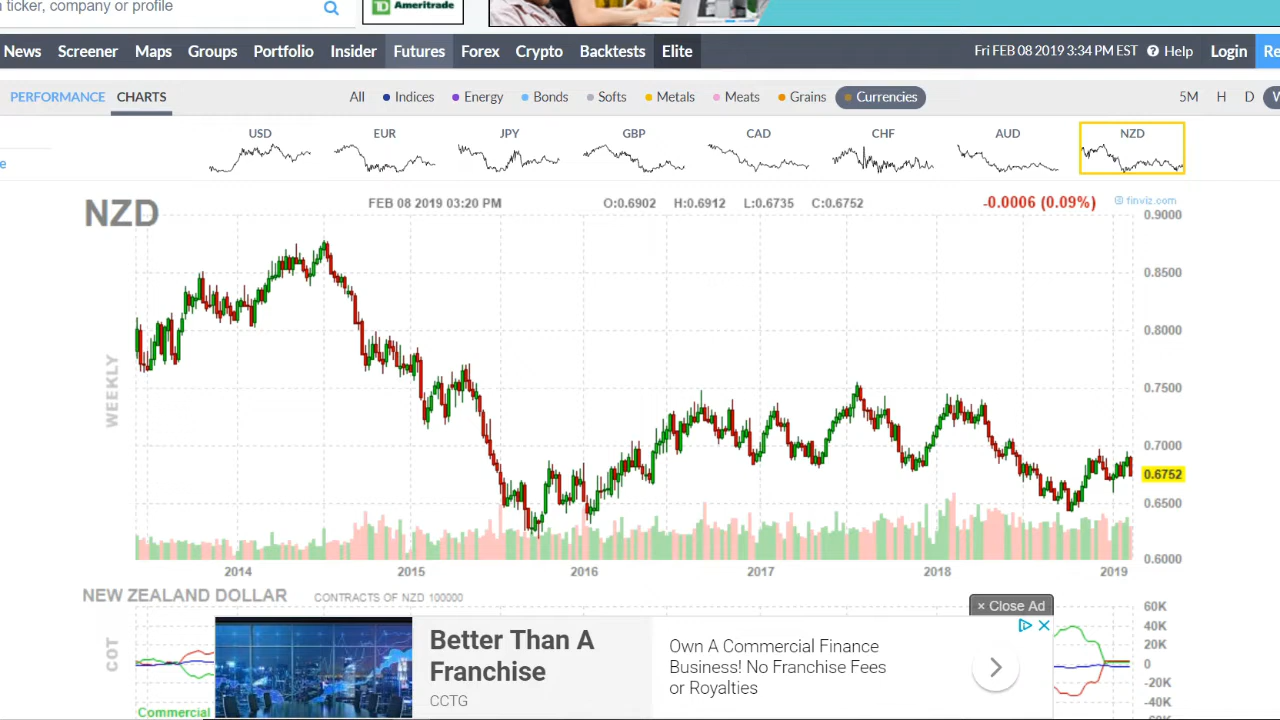 ticker, company or profile
TD Ameritrade
News Screener Maps Groups Portfolio Insider Futures Forex Crypto Backtests Elite Fri FEB 08 2019 3:34 PM EST Help Login Re
PERFORMANCE CHARTS All Indices Energy Bonds Softs Metals Meats Grains Currencies 5M H D W
USD EUR JPY GBP CAD CHF AUD NZD
e
NZD FEB 08 2019 03:20 PM O:0.6902 H:0.6912 L:0.6735 C:0.6752 -0.0006 (0.09%) finviz.com
0.9000
0.8500
0.8000
0.7500
WEEKLY
0.7000
0.6752
0.6500
0.6000
2014 2015 2016 2017 2018 2019
NEW ZEALAND DOLLAR CONTRACTS OF NZD 100000
× Close Ad
60K
40K
20K
0
-20K
-40K
COT
Better Than A
Franchise
CCTG
Own A Commercial Finance
Business! No Franchise Fees
or Royalties
Commercial